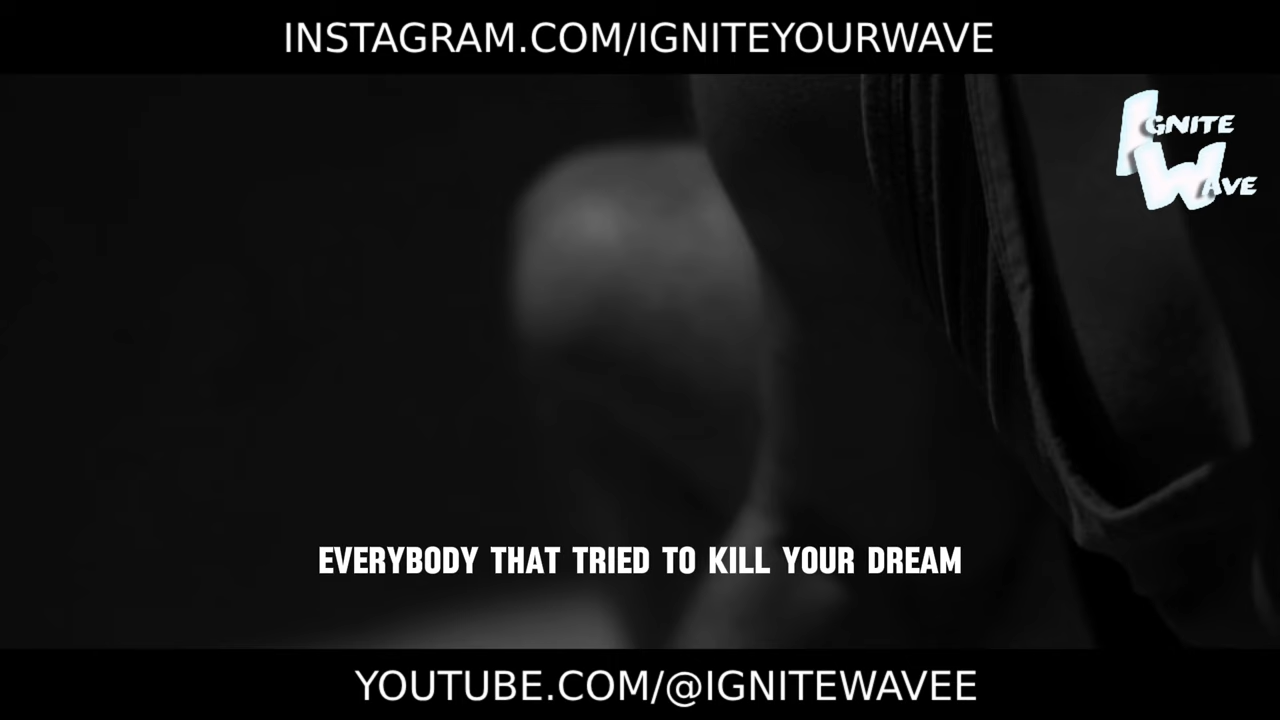 INSTAGRAM.COM/IGNITEYOURWAVE
IGNITE
WAVE
EVERYBODY THAT TRIED TO KILL YOUR DREAM
YOUTUBE.COM/@IGNITEWAVEE